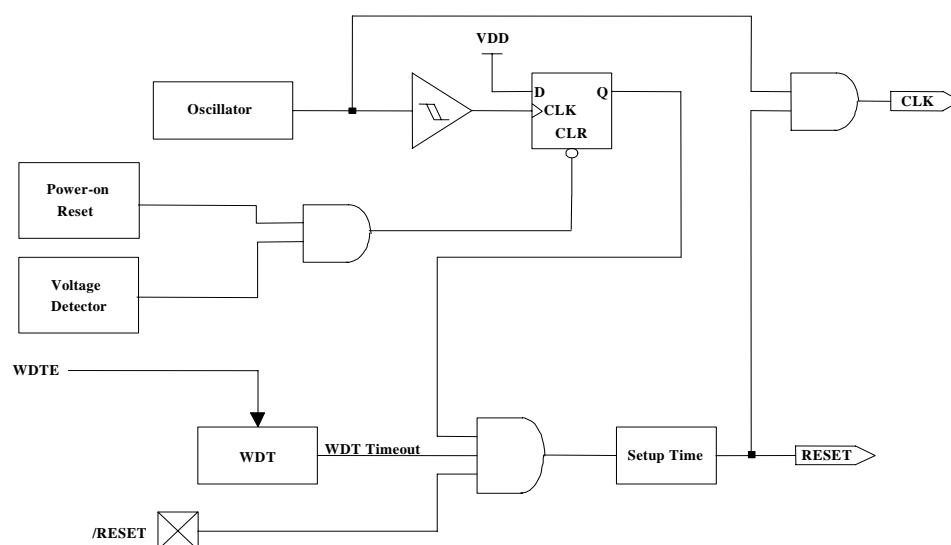 VDD
Oscillator
D
Q
CLK
CLR
CLK
Power-on
Reset
Voltage
Detector
WDTE
WDT
WDT Timeout
Setup Time
RESET
/RESET